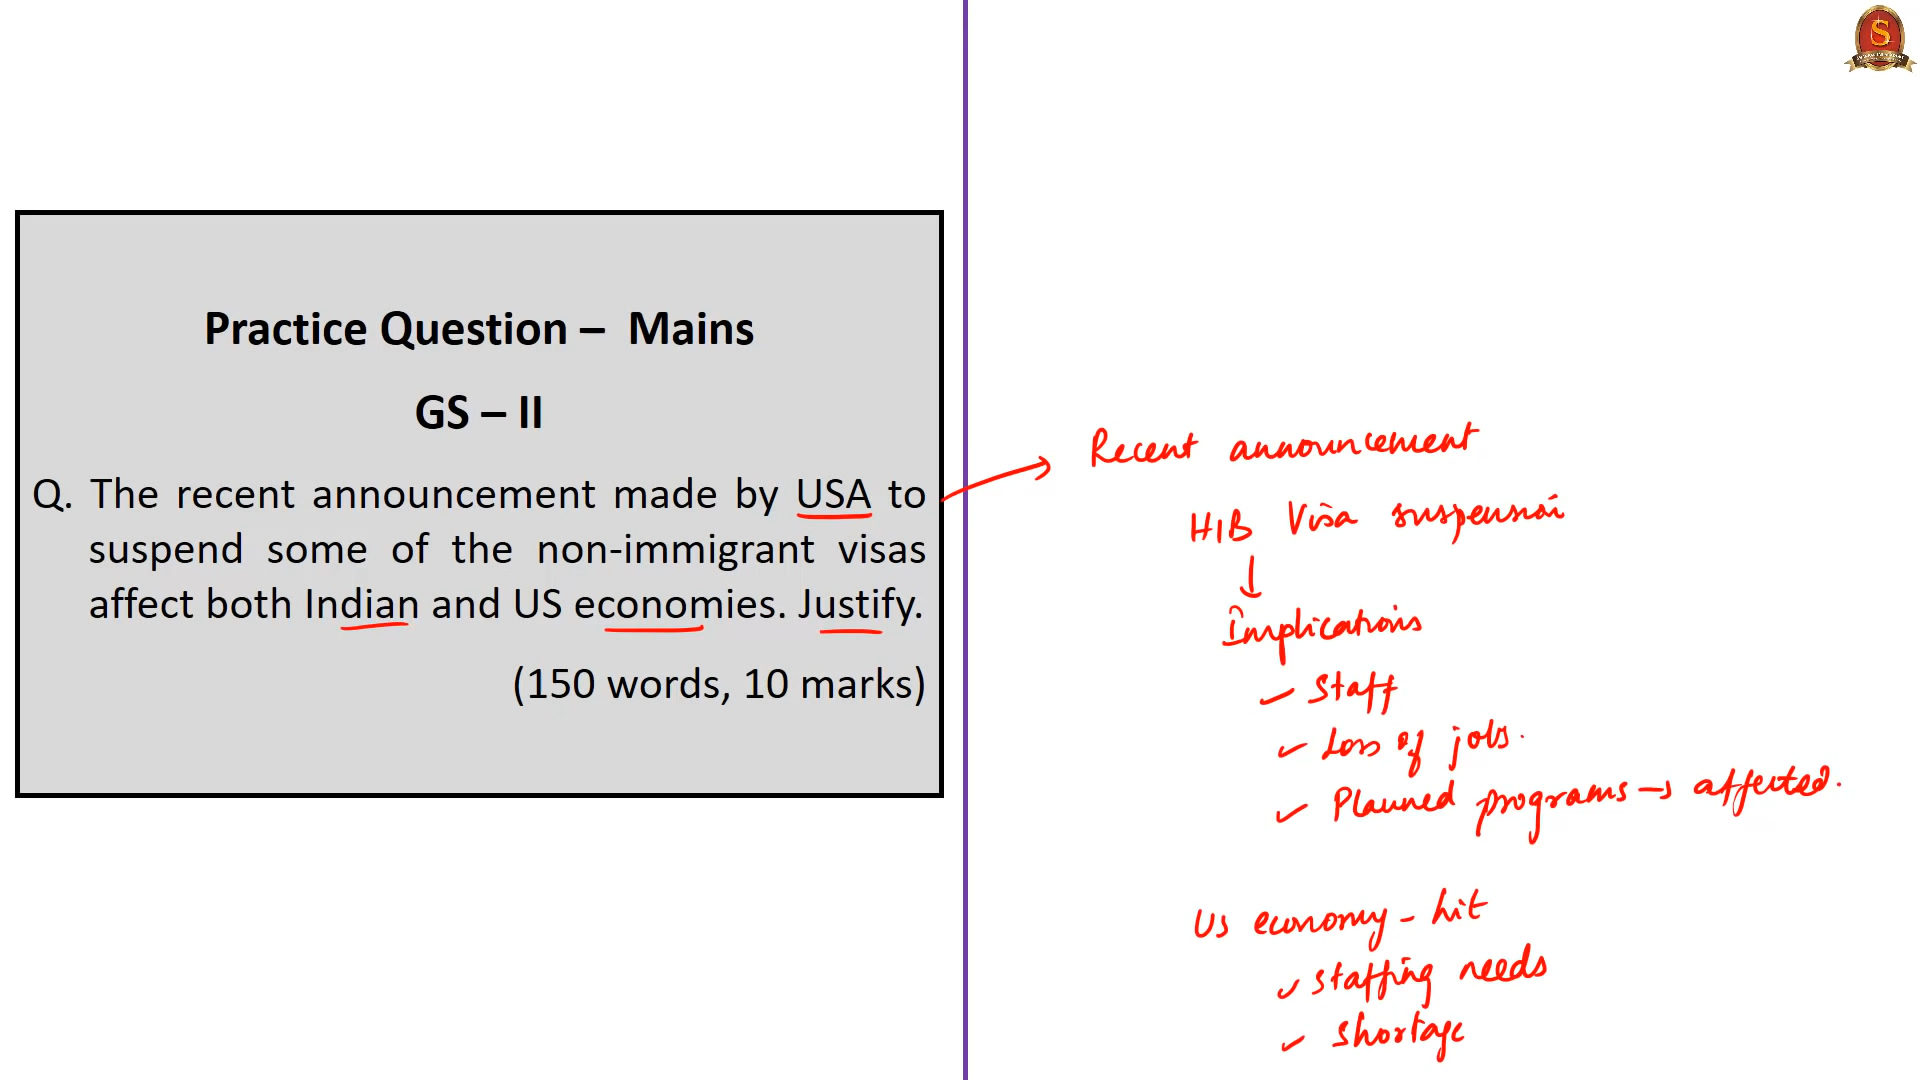 Practice Question – Mains
GS – II
Q. The recent announcement made by USA to
suspend some of the non-immigrant visas
affect both Indian and US economies. Justify.
(150 words, 10 marks)
Recent announcement
H1B Visa suspension
Implications
Staff
Loss of jobs.
Planned programs → affected.
US economy - hit
staffing needs
shortage
S